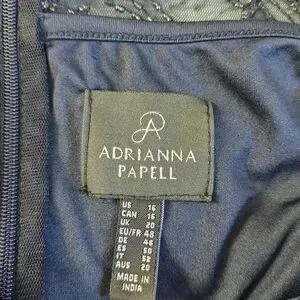 ADRIANNA
PAPELL
US 16
CAN 16
UK 20
EU/FR 48
DE 46
ES 50
IT 52
AUS 20
MADE IN
INDIA